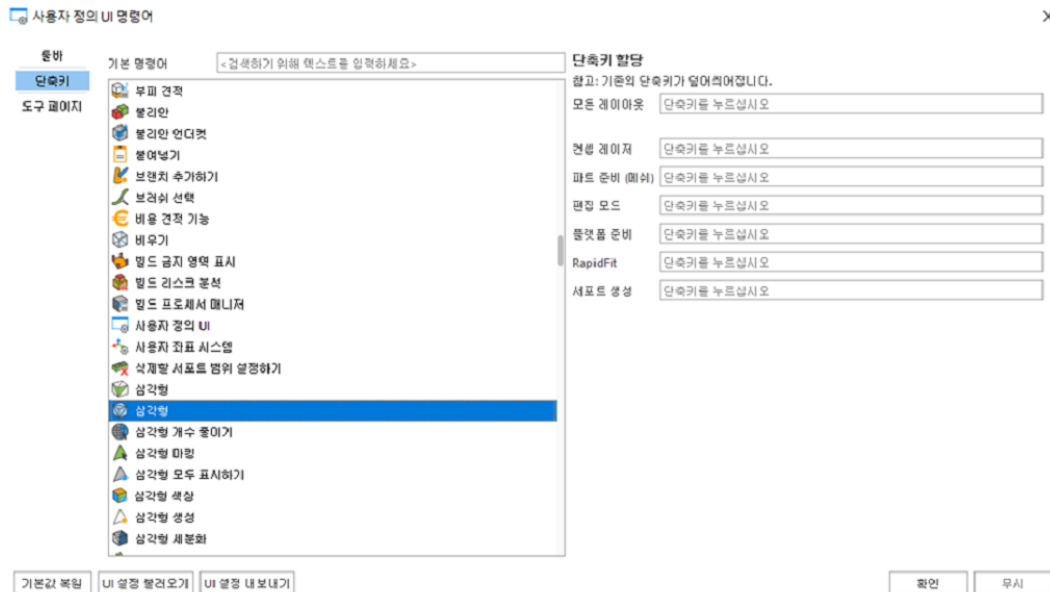 사용자 정의 UI 명령어
툴바
단축키
도구 페이지
기본 명령어
<검색하기 위해 텍스트를 입력하세요>
부피 견적
불리안
불리안 언더컷
붙여넣기
브랜치 추가하기
브러쉬 선택
비용 견적 기능
비우기
빌드 금지 영역 표시
빌드 리스크 분석
빌드 프로세서 매니저
사용자 정의 UI
사용자 좌표 시스템
삭제할 서포트 범위 설정하기
삼각형
삼각형
삼각형 개수 줄이기
삼각형 마킹
삼각형 모두 표시하기
삼각형 색상
삼각형 생성
삼각형 세분화
단축키 할당
참고: 기존의 단축키가 덮어씌어집니다.
모든 레이아웃 단축키를 누르십시오
컨셉 레이저 단축키를 누르십시오
파트 준비 (메쉬) 단축키를 누르십시오
편집 모드 단축키를 누르십시오
플랫폼 준비 단축키를 누르십시오
RapidFit 단축키를 누르십시오
서포트 생성 단축키를 누르십시오
기본값 복원
UI 설정 불러오기
UI 설정 내보내기
확인
무시